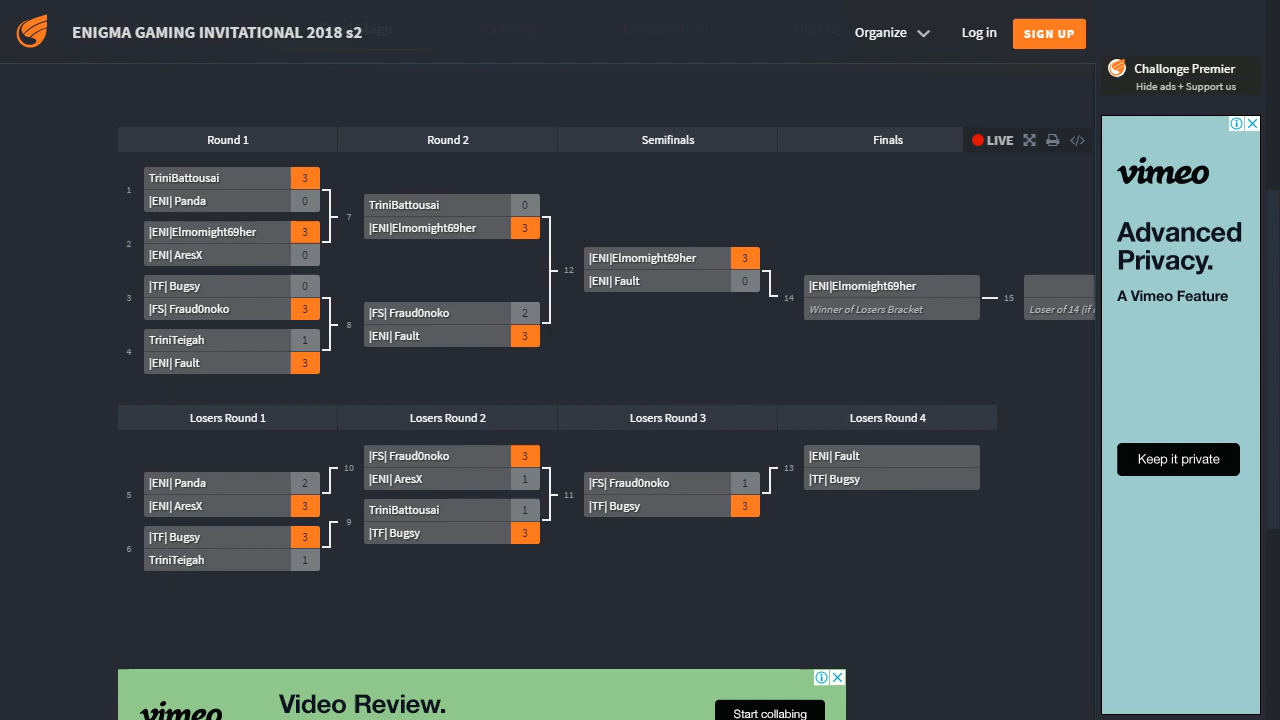 ENIGMA GAMING INVITATIONAL 2018 s2
Organize
Log in
SIGN UP
Challonge Premier
Hide ads + Support us
Round 1
Round 2
Semifinals
Finals
LIVE
1
TriniBattousai 3
|ENI| Panda 0
2
|ENI|Elmomight69her 3
|ENI| AresX 0
3
|TF| Bugsy 0
|FS| Fraud0noko 3
4
TriniTeigah 1
|ENI| Fault 3
7
TriniBattousai 0
|ENI|Elmomight69her 3
8
|FS| Fraud0noko 2
|ENI| Fault 3
12
|ENI|Elmomight69her 3
|ENI| Fault 0
14
|ENI|Elmomight69her
Winner of Losers Bracket
15
Loser of 14 (if
Losers Round 1
Losers Round 2
Losers Round 3
Losers Round 4
5
|ENI| Panda 2
|ENI| AresX 3
6
|TF| Bugsy 3
TriniTeigah 1
10
|FS| Fraud0noko 3
|ENI| AresX 1
9
TriniBattousai 1
|TF| Bugsy 3
11
|FS| Fraud0noko 1
|TF| Bugsy 3
13
|ENI| Fault
|TF| Bugsy
vimeo
Advanced
Privacy.
A Vimeo Feature
Keep it private
vimeo
Video Review.
Start collabing